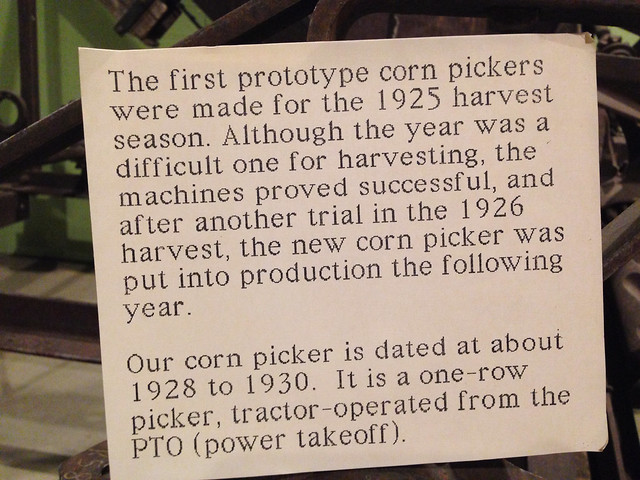 The first prototype corn pickers
were made for the 1925 harvest
season. Although the year was a
difficult one for harvesting, the
machines proved successful, and
after another trial in the 1926
harvest, the new corn picker was
put into production the following
year.
Our corn picker is dated at about
1928 to 1930. It is a one-row
picker, tractor-operated from the
PTO (power takeoff).